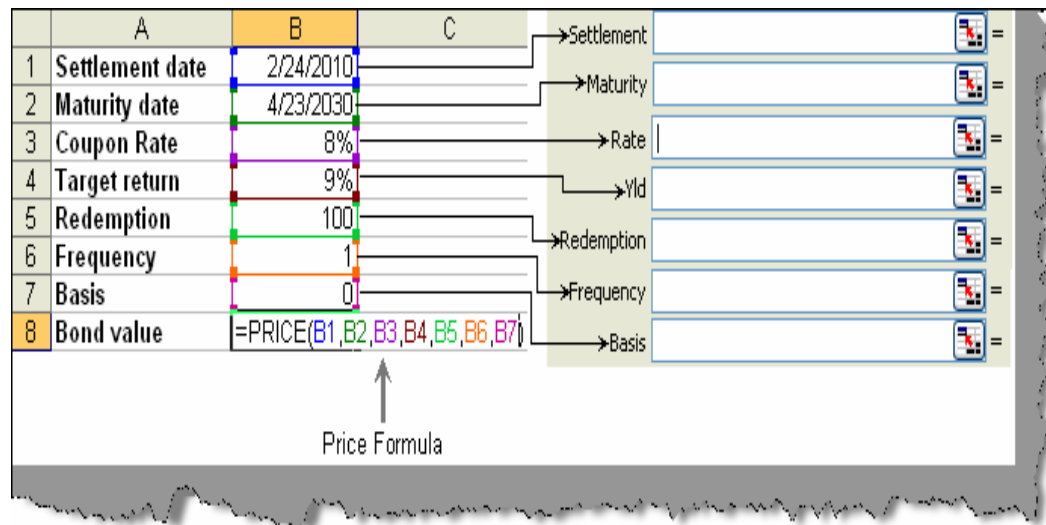 A B C
1 Settlement date 2/24/2010
2 Maturity date 4/23/2030
3 Coupon Rate 8%
4 Target return 9%
5 Redemption 100
6 Frequency 1
7 Basis 0
8 Bond value =PRICE(B1,B2,B3,B4,B5,B6,B7)
Price Formula
Settlement =
Maturity =
Rate =
Yld =
Redemption =
Frequency =
Basis =